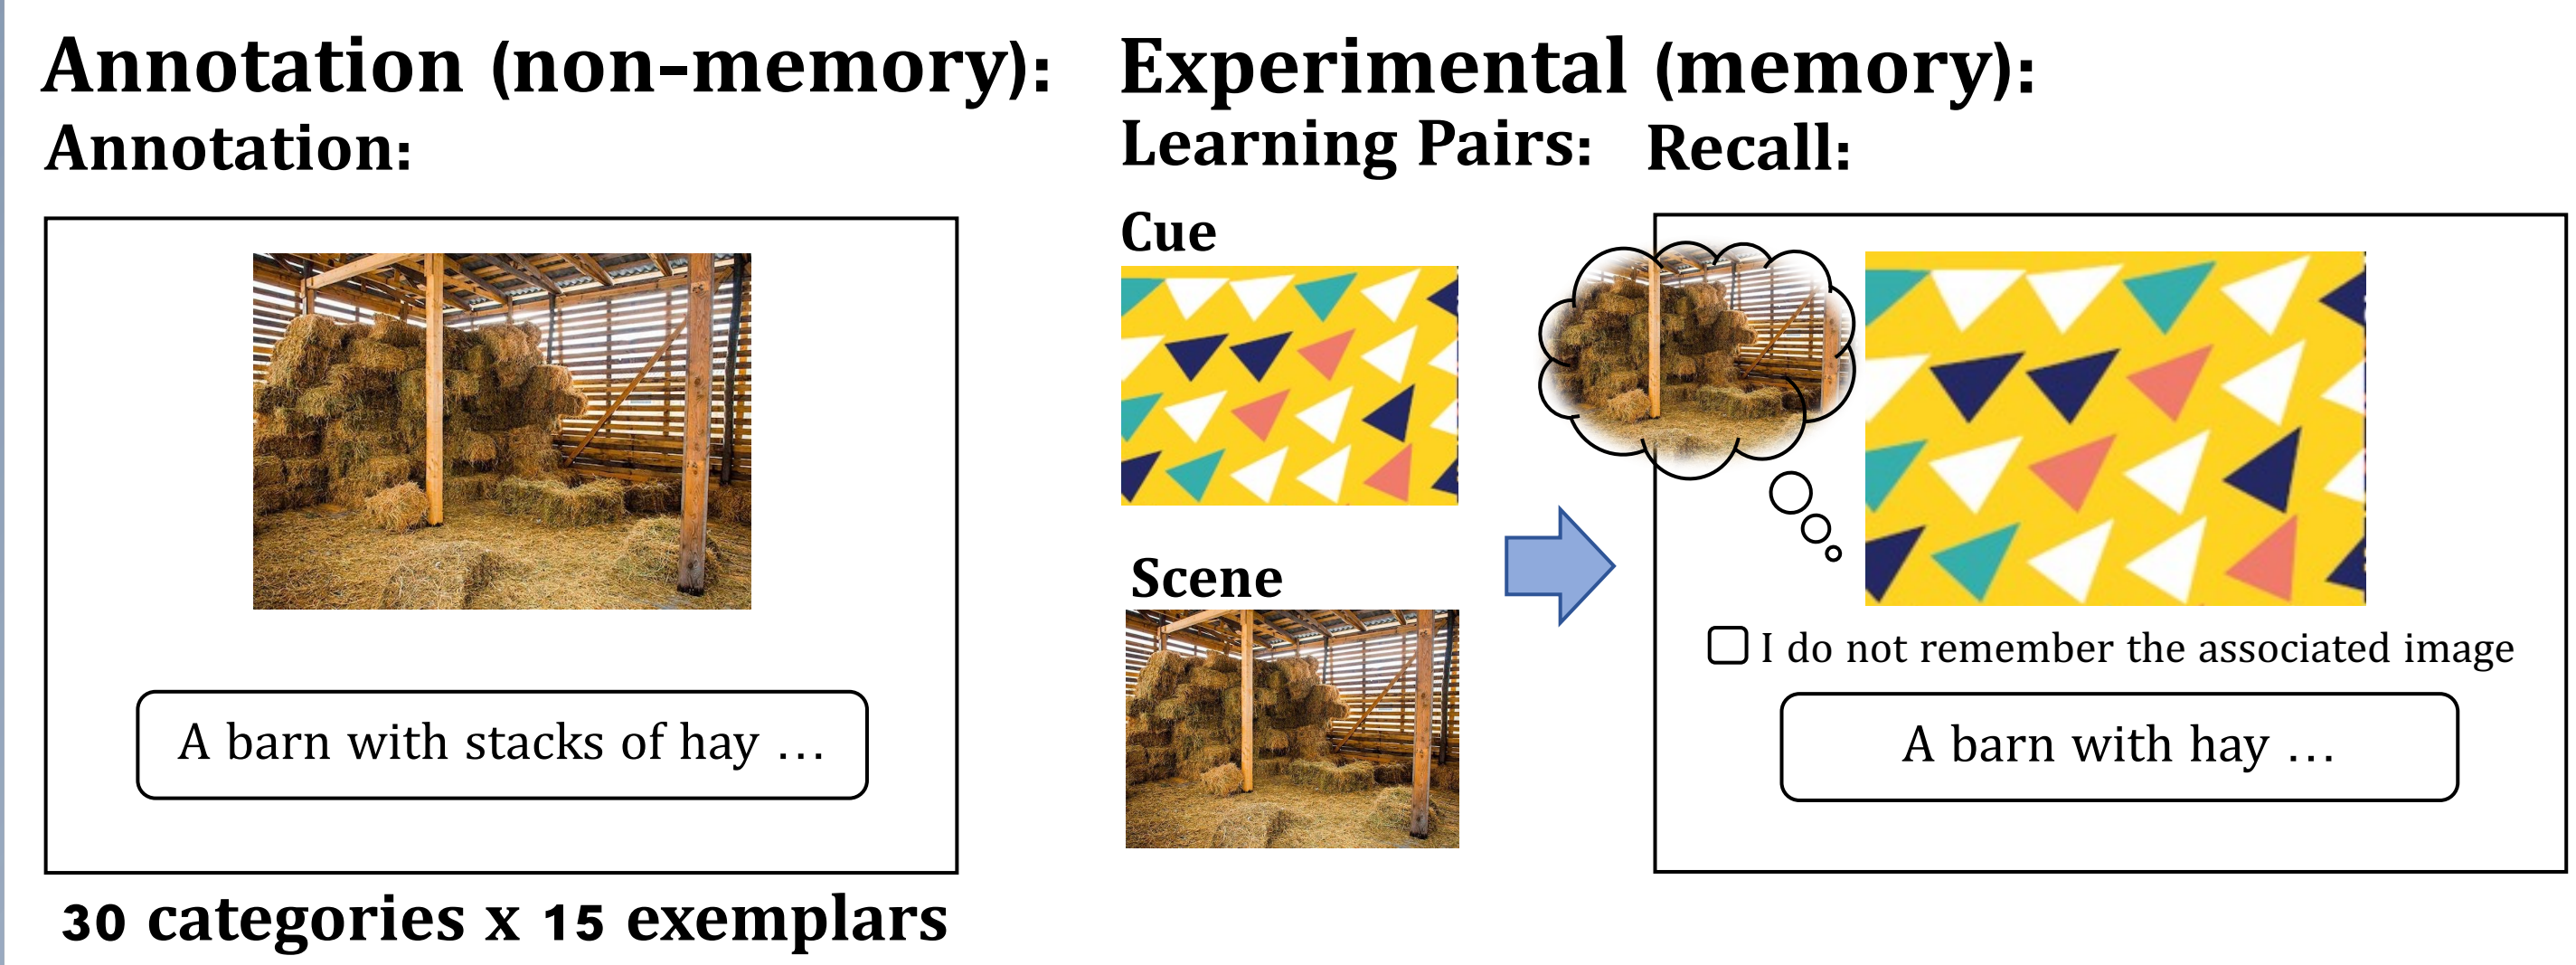 Annotation (non-memory):
Annotation:
A barn with stacks of hay ...
30 categories x 15 exemplars
Experimental (memory):
Learning Pairs:
Cue
Scene
Recall:
I do not remember the associated image
A barn with hay ...